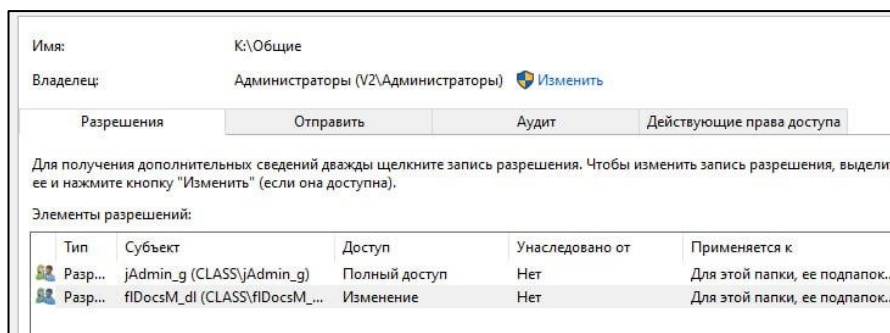 Имя: K:\Общие
Владелец: Администраторы (V2\Администраторы) Изменить
Разрешения Отправить Аудит Действующие права доступа
Для получения дополнительных сведений дважды щелкните запись разрешения. Чтобы изменить запись разрешения, выдели
ее и нажмите кнопку "Изменить" (если она доступна).
Элементы разрешений:
Тип Субъект Доступ Унаследовано от Применяется к
Разр... jAdmin_g (CLASS\jAdmin_g) Полный доступ Нет Для этой папки, ее подпапок...
Разр... flDocsM_dl (CLASS\flDocsM_... Изменение Нет Для этой папки, ее подпапок...